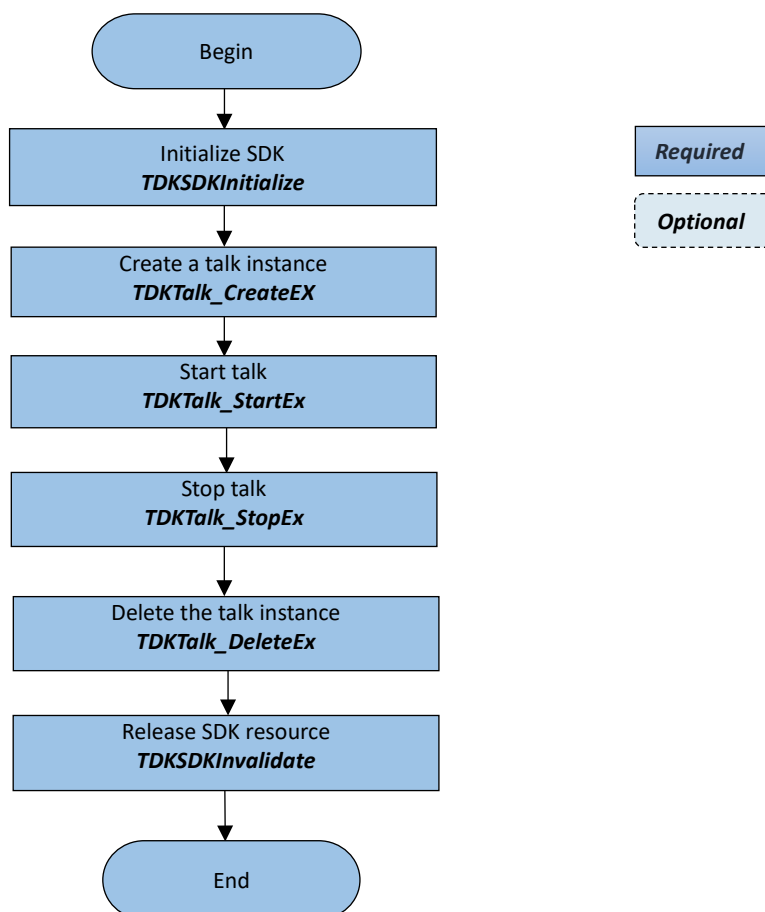 Begin
Initialize SDK
TDKSDKInitialize
Create a talk instance
TDKTalk_CreateEX
Start talk
TDKTalk_StartEx
Stop talk
TDKTalk_StopEx
Delete the talk instance
TDKTalk_DeleteEx
Release SDK resource
TDKSDKInvalidate
End
Required
Optional